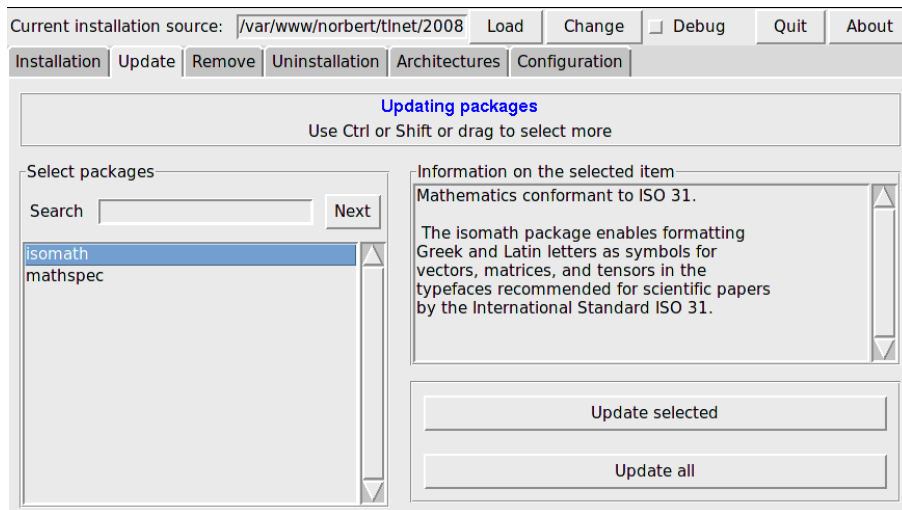 Current installation source: /var/www/norbert/tlnet/2008 Load Change Debug Quit About
Installation Update Remove Uninstallation Architectures Configuration
Updating packages
Use Ctrl or Shift or drag to select more
Select packages
Search Next
isomath
mathspec
Information on the selected item
Mathematics conformant to ISO 31.
The isomath package enables formatting
Greek and Latin letters as symbols for
vectors, matrices, and tensors in the
typefaces recommended for scientific papers
by the International Standard ISO 31.
Update selected
Update all